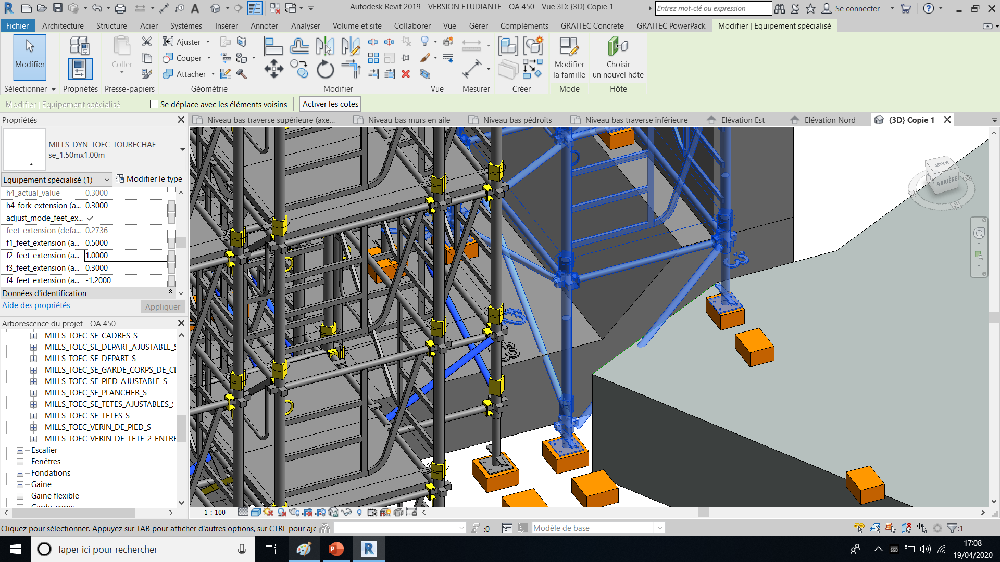 Autodesk Revit 2019 - VERSION ETUDIANTE - OA 450 - Vue 3D: {3D} Copie 1
Entrez mot-clé ou expression
Se connecter
Fichier Architecture Structure Acier Systèmes Insérer Annoter Analyser Volume et site Collaborer Vue Gérer Compléments GRAITEC Concrete GRAITEC PowerPack Modifier | Equipement spécialisé
Modifier
Coller
Ajuster
Couper
Attacher
Modifier
la famille
Choisir
un nouvel hôte
Sélectionner Propriétés Presse-papiers Géométrie Modifier Vue Mesurer Créer Mode Hôte
Modifier | Equipement spécialisé
Se déplace avec les éléments voisins
Activer les cotes
Propriétés
Niveau bas traverse supérieure (axe...
Niveau bas murs en aile
Niveau bas pédroits
Niveau bas traverse inférieure
Elévation Est
Elévation Nord
{3D} Copie 1
MILLS_DYN_TOEC_TOURECHAF
se_1.50mx1.00m
Equipement spécialisé (1)
Modifier le type
h4_actual_value 0.3000
h4_fork_extension (a... 0.3000
adjust_mode_feet_ex...
feet_extension (defa... 0.2736
f1_feet_extension (a... 0.5000
f2_feet_extension (a... 1.0000
f3_feet_extension (a... 0.3000
f4_feet_extension (a... -1.2000
Données d'identification
Aide des propriétés
Appliquer
Arborescence du projet - OA 450
MILLS_TOEC_SE_CADRES_S
MILLS_TOEC_SE_DEPART_AJUSTABLE_S
MILLS_TOEC_SE_DEPART_S
MILLS_TOEC_SE_GARDE_CORPS_DE_CL
MILLS_TOEC_SE_PIED_AJUSTABLE_S
MILLS_TOEC_SE_PLANCHER_S
MILLS_TOEC_SE_TETES_AJUSTABLES_S
MILLS_TOEC_SE_TETES_S
MILLS_TOEC_VERIN_DE_PIED_S
MILLS_TOEC_VERIN_DE_TETE_2_ENTRE
Escalier
Fenêtres
Fondations
Gaine
Gaine flexible
Garde-corps
HAUT
ARRIÈRE
N
1 : 100
Cliquez pour sélectionner. Appuyez sur TAB pour afficher d'autres options, sur CTRL pour ajo
:0
Modèle de base
:1
Taper ici pour rechercher
SSD
17:08
19/04/2020